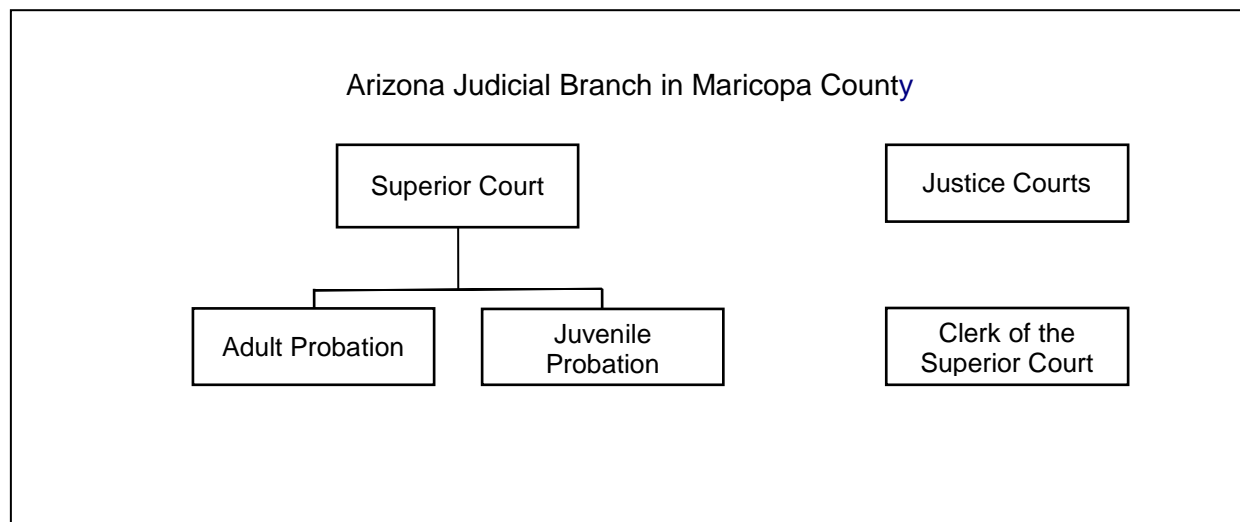 Arizona Judicial Branch in Maricopa County
Superior Court
Justice Courts
Adult Probation
Juvenile
Probation
Clerk of the
Superior Court